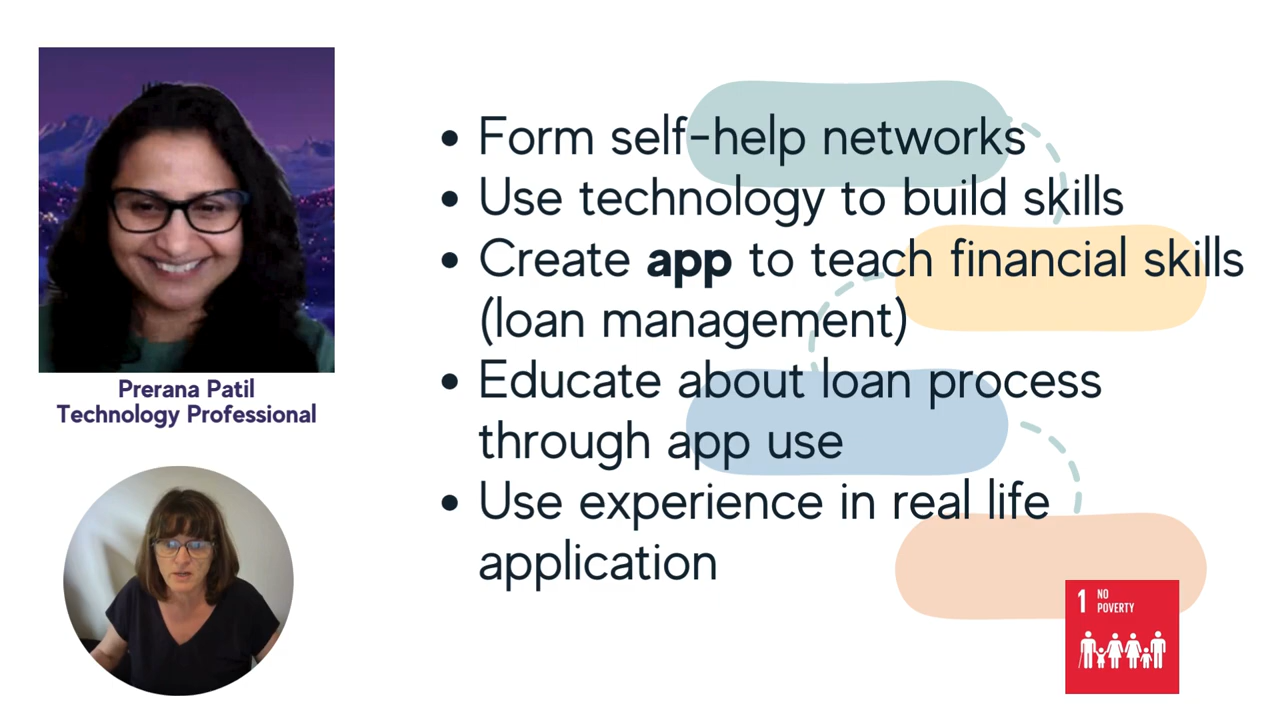 Prerana Patil
Technology Professional
• Form self-help networks
• Use technology to build skills
• Create app to teach financial skills
(loan management)
• Educate about loan process
through app use
• Use experience in real life
application
1 NO
POVERTY